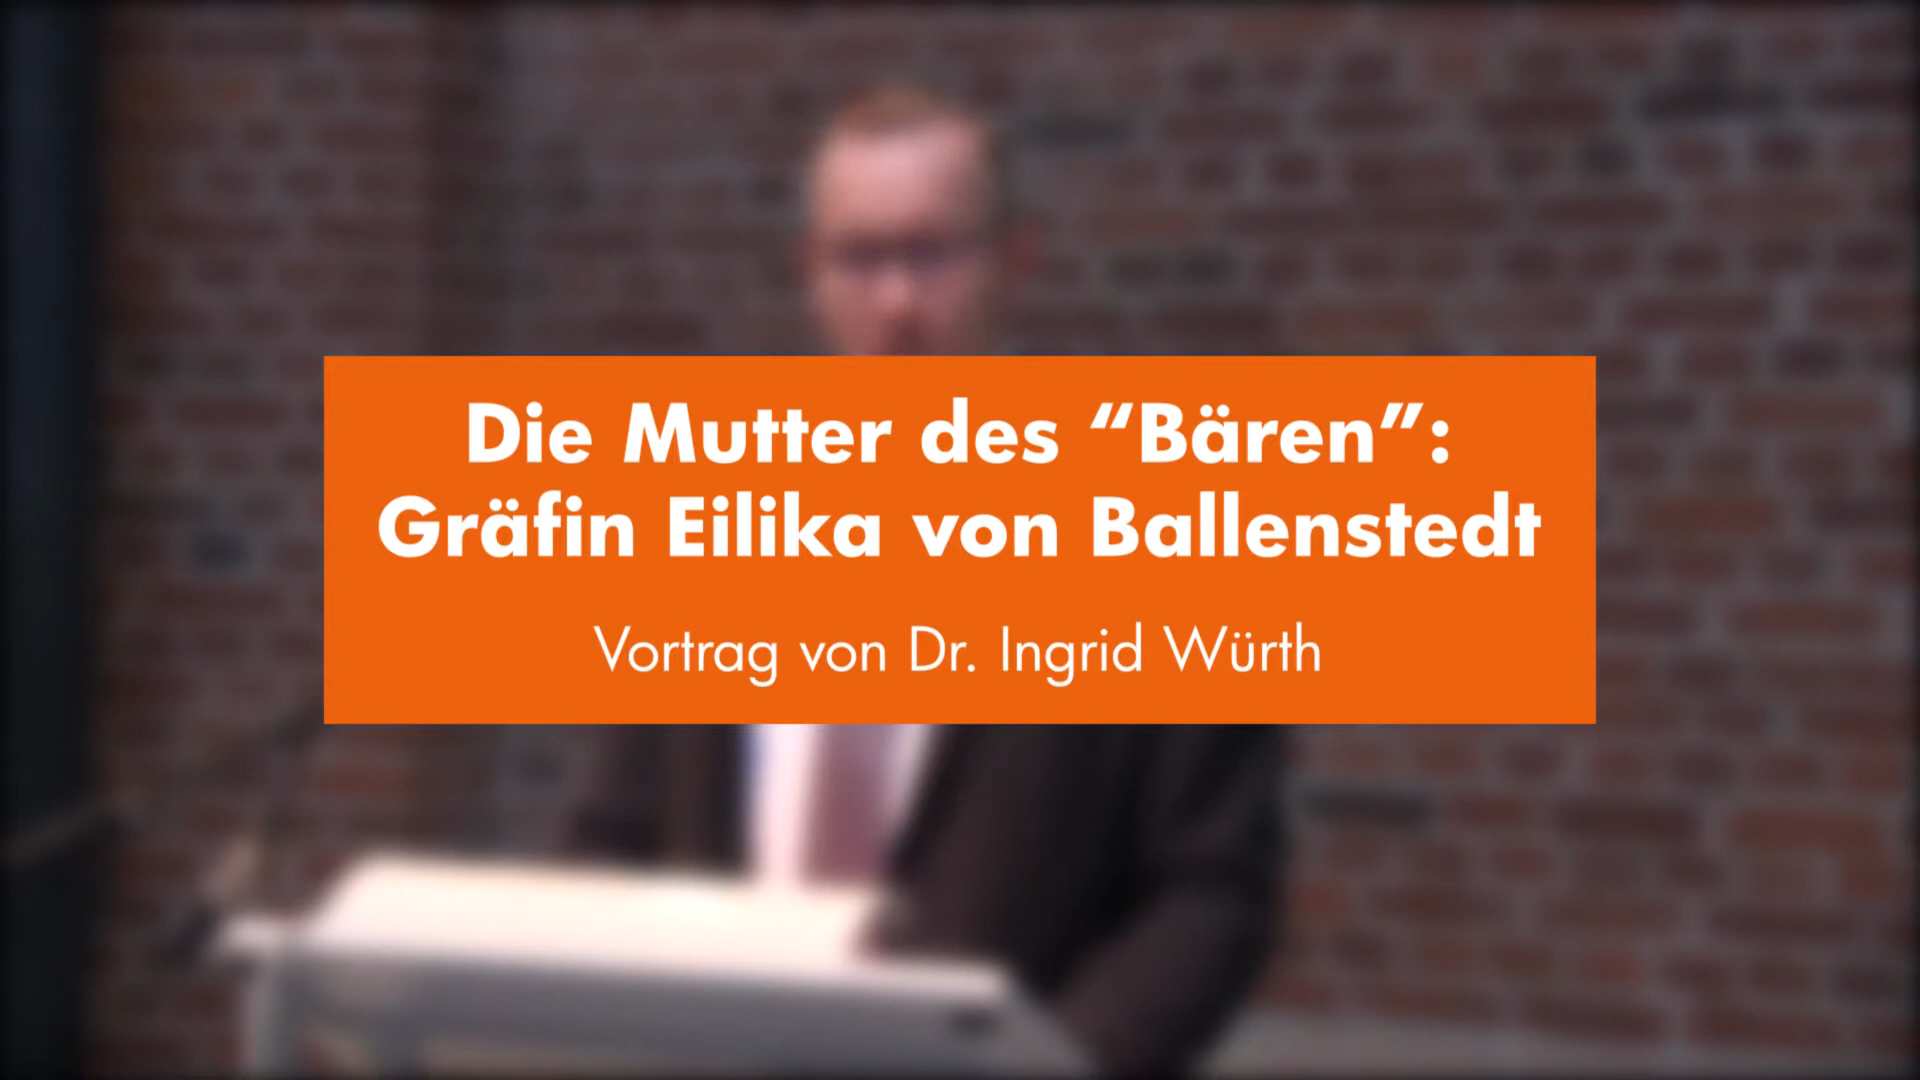 Die Mutter des “Bären”:
Gräfin Eilika von Ballenstedt
Vortrag von Dr. Ingrid Würth